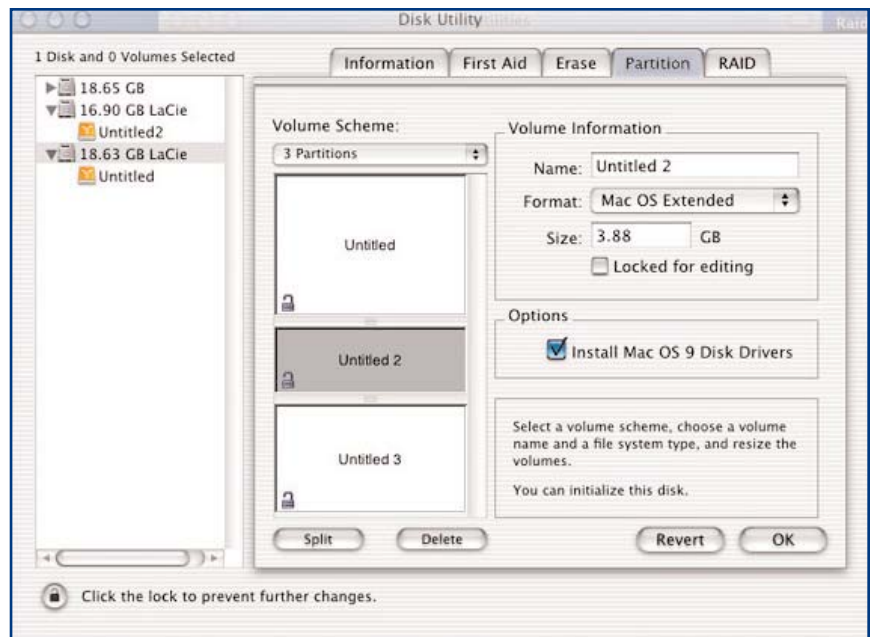 Disk Utility
1 Disk and 0 Volumes Selected
18.65 GB
16.90 GB LaCie
Untitled2
18.63 GB LaCie
Untitled
Information First Aid Erase Partition RAID
Volume Scheme:
3 Partitions
Untitled
Untitled 2
Untitled 3
Split Delete
Volume Information
Name: Untitled 2
Format: Mac OS Extended
Size: 3.88 GB
Locked for editing
Options
Install Mac OS 9 Disk Drivers
Select a volume scheme, choose a volume
name and a file system type, and resize the
volumes.
You can initialize this disk.
Revert OK
Click the lock to prevent further changes.